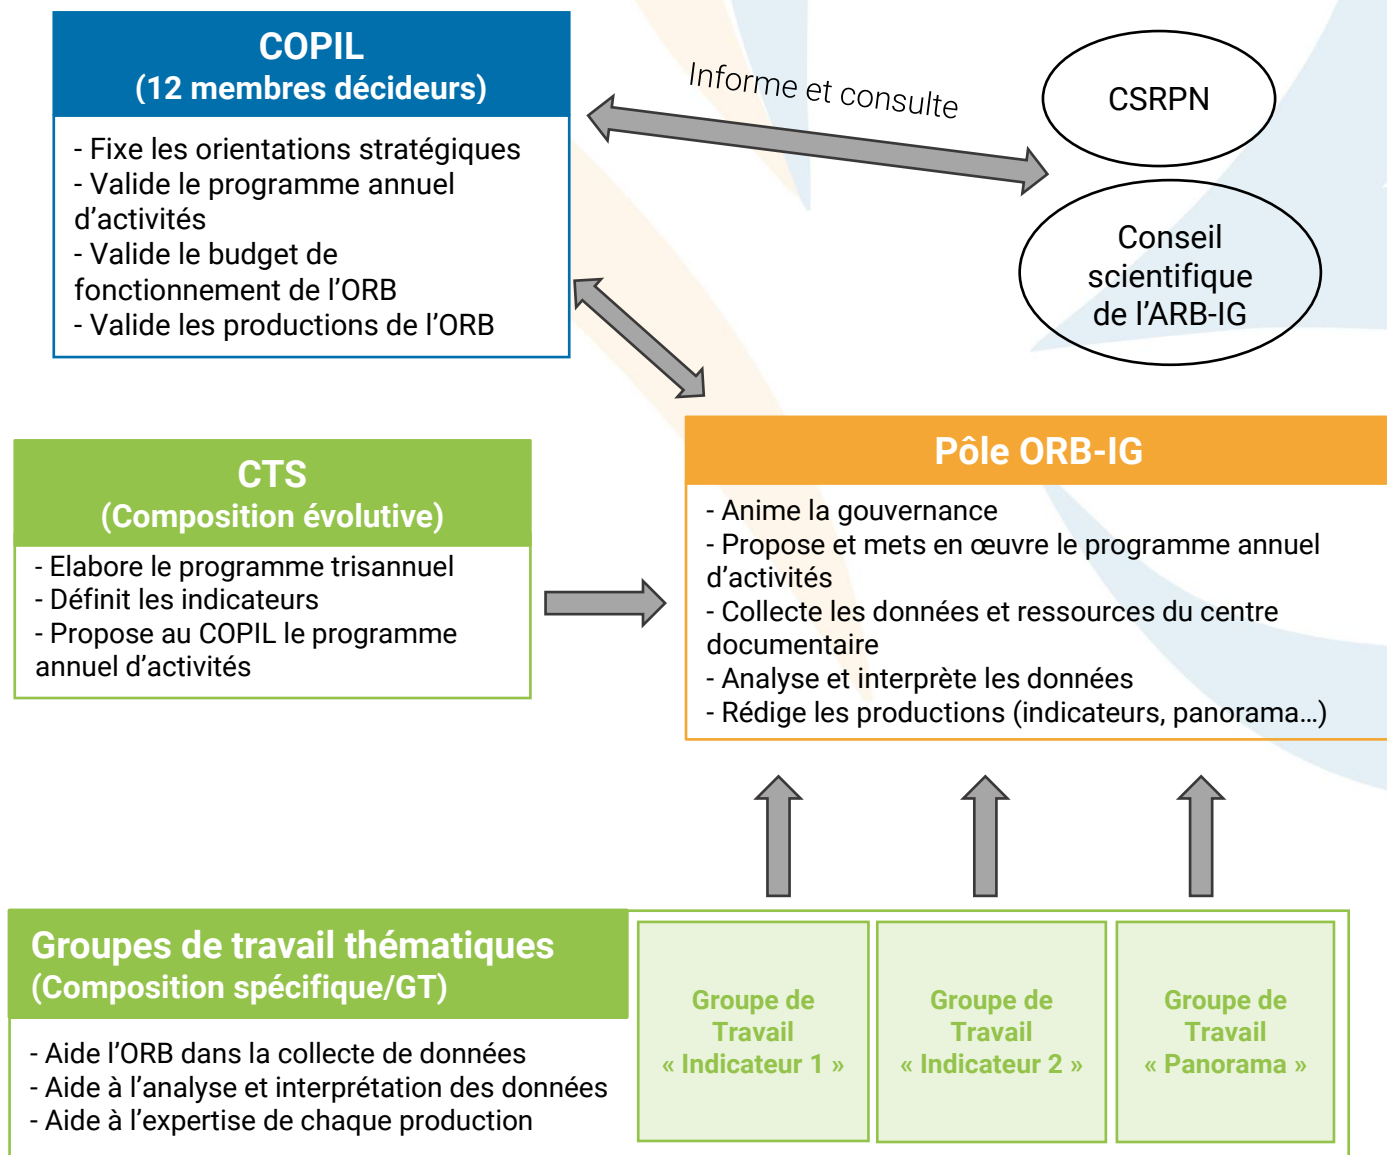 COPIL
(12 membres décideurs)
- Fixe les orientations stratégiques
- Valide le programme annuel
d’activités
- Valide le budget de
fonctionnement de l’ORB
- Valide les productions de l’ORB
Informe et consulte
CSRPN
Conseil
scientifique
de l’ARB-IG
CTS
(Composition évolutive)
- Elabore le programme trisannuel
- Définit les indicateurs
- Propose au COPIL le programme
annuel d’activités
Pôle ORB-IG
- Anime la gouvernance
- Propose et mets en œuvre le programme annuel
d’activités
- Collecte les données et ressources du centre
documentaire
- Analyse et interprète les données
- Rédige les productions (indicateurs, panorama…)
Groupes de travail thématiques
(Composition spécifique/GT)
- Aide l’ORB dans la collecte de données
- Aide à l’analyse et interprétation des données
- Aide à l’expertise de chaque production
Groupe de
Travail
« Indicateur 1 »
Groupe de
Travail
« Indicateur 2 »
Groupe de
Travail
« Panorama »